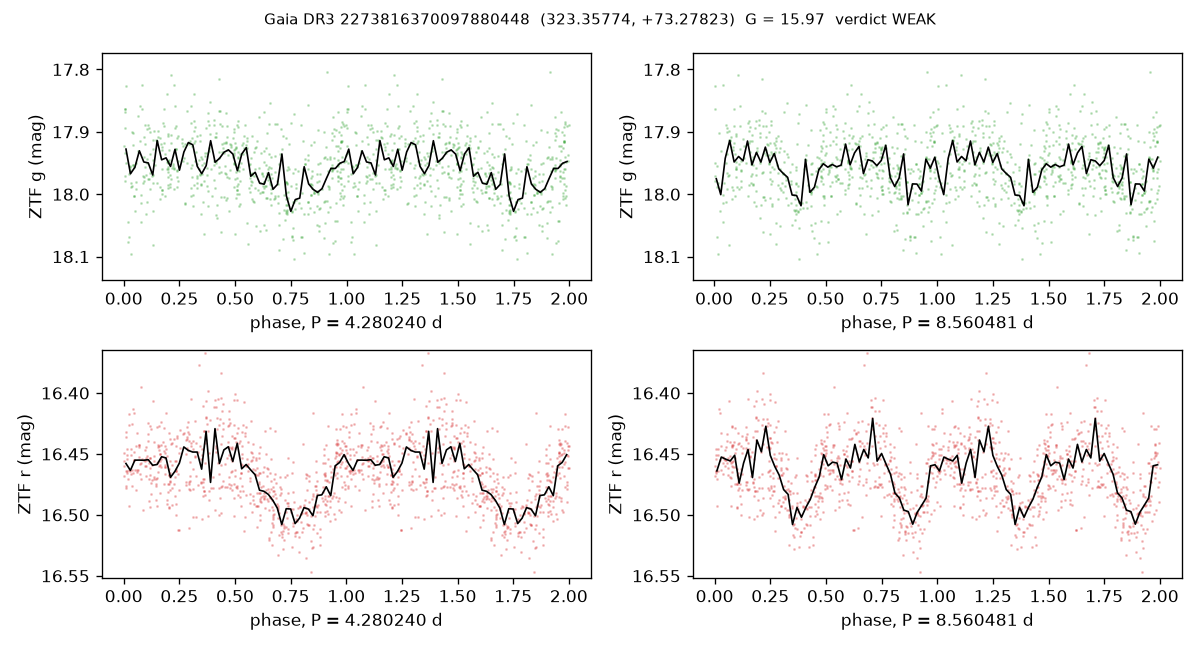 Gaia DR3 2273816370097880448  (323.35774, +73.27823)  G = 15.97  verdict WEAK
ZTF g (mag)
17.8
17.9
18.0
18.1
0.00 0.25 0.50 0.75 1.00 1.25 1.50 1.75 2.00
phase, P = 4.280240 d
ZTF g (mag)
17.8
17.9
18.0
18.1
0.00 0.25 0.50 0.75 1.00 1.25 1.50 1.75 2.00
phase, P = 8.560481 d
ZTF r (mag)
16.40
16.45
16.50
16.55
0.00 0.25 0.50 0.75 1.00 1.25 1.50 1.75 2.00
phase, P = 4.280240 d
ZTF r (mag)
16.40
16.45
16.50
16.55
0.00 0.25 0.50 0.75 1.00 1.25 1.50 1.75 2.00
phase, P = 8.560481 d